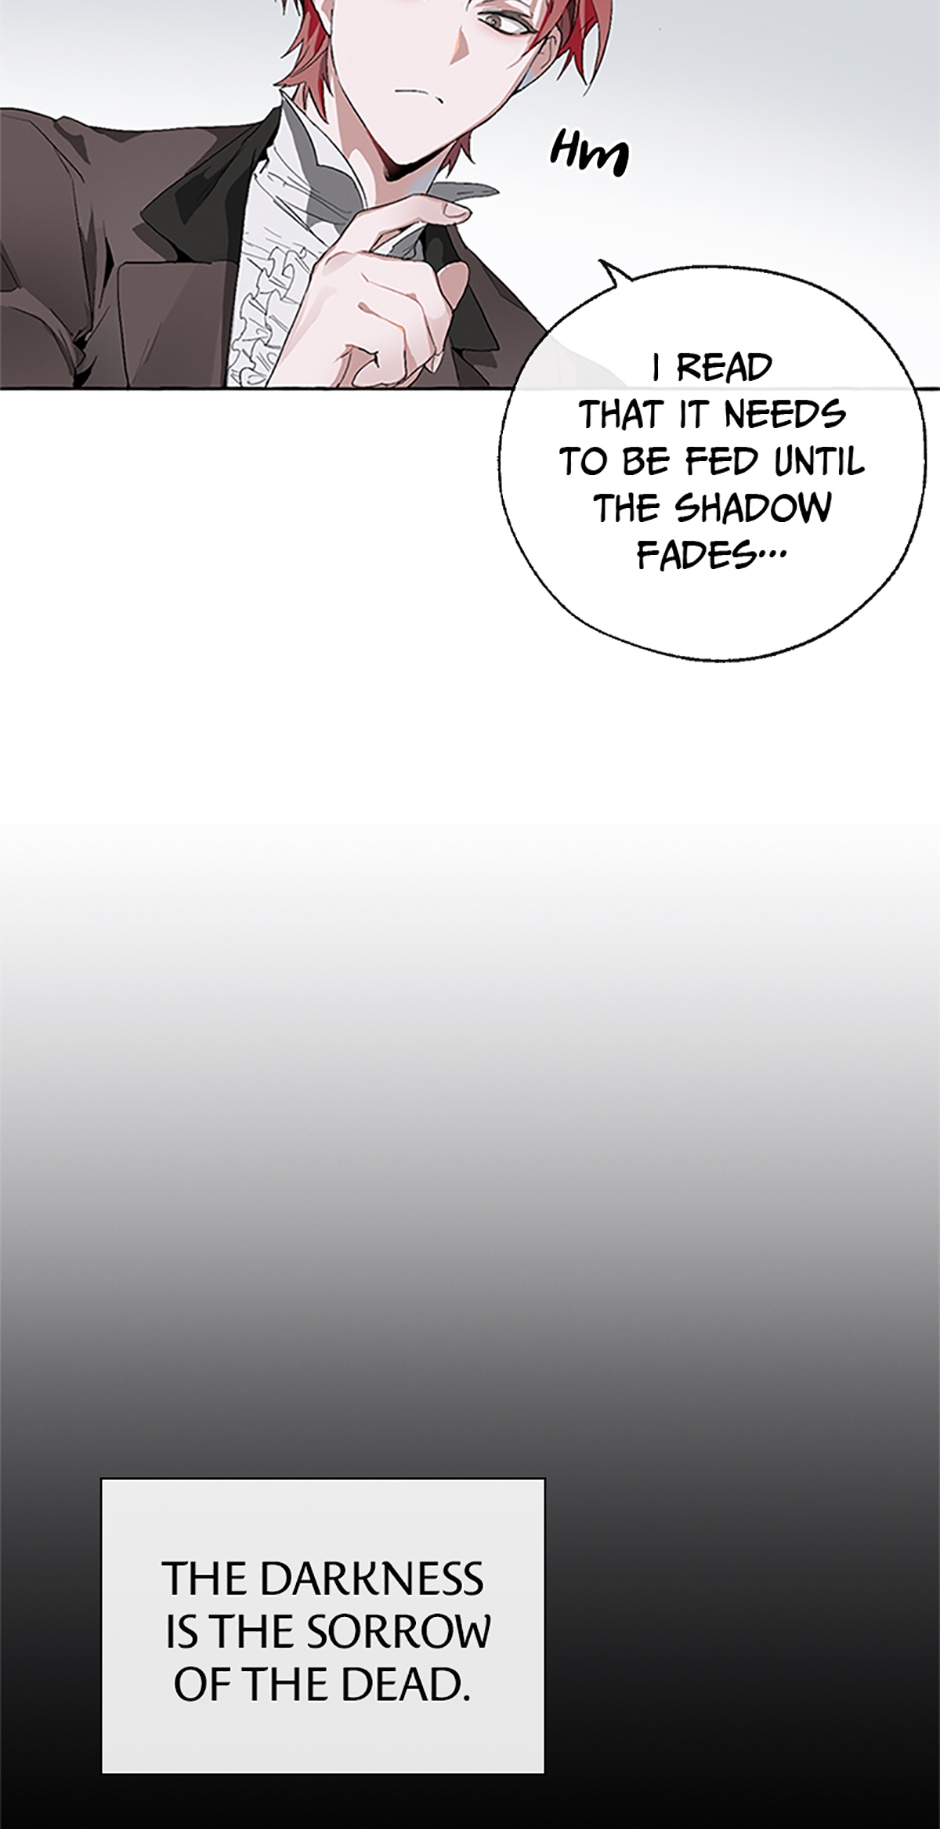 HM
I READ
THAT IT NEEDS
TO BE FED UNTIL
THE SHADOW
FADES...
THE DARKNESS
IS THE SORROW
OF THE DEAD.